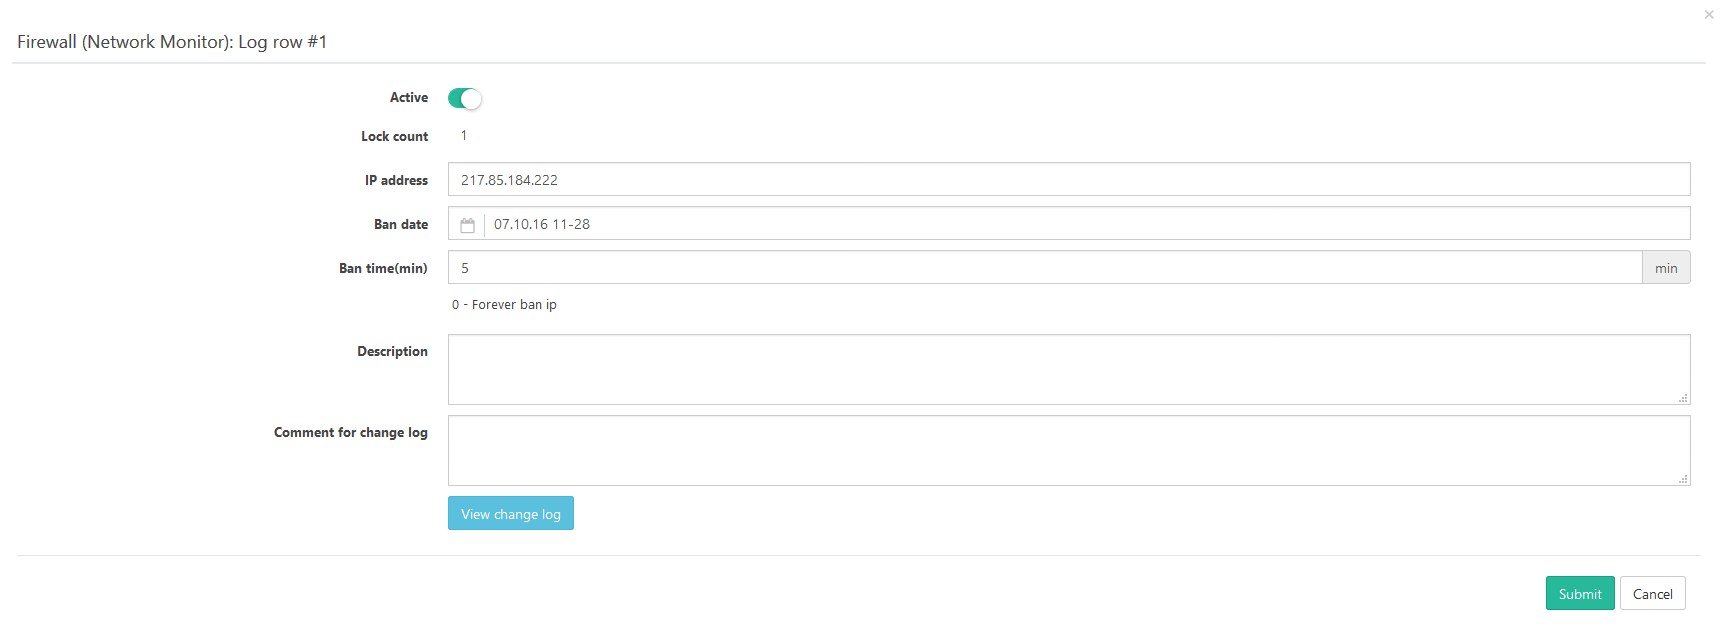 ×
Firewall (Network Monitor): Log row #1
Active
Lock count 1
IP address 217.85.184.222
Ban date 07.10.16 11-28
Ban time(min) 5 min
0 - Forever ban ip
Description
Comment for change log
View change log
Submit Cancel